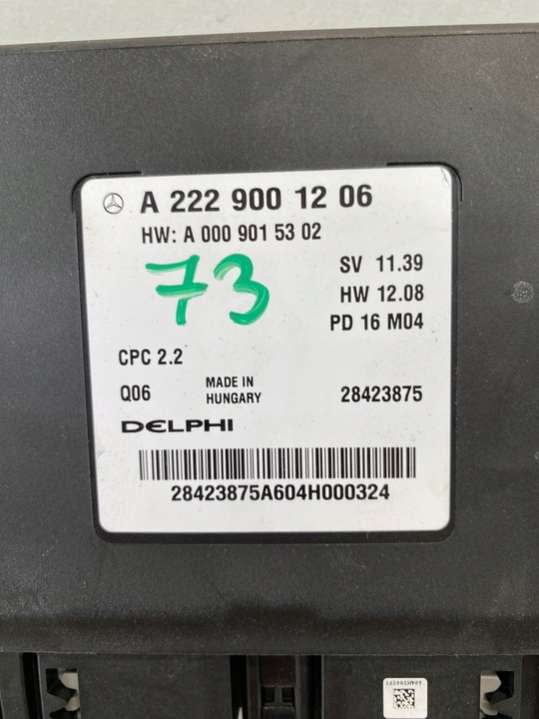 A 222 900 12 06
HW: A 000 901 53 02
73
SV 11.39
HW 12.08
PD 16 M04
CPC 2.2
Q06
MADE IN
HUNGARY
28423875
DELPHI
28423875A604H000324